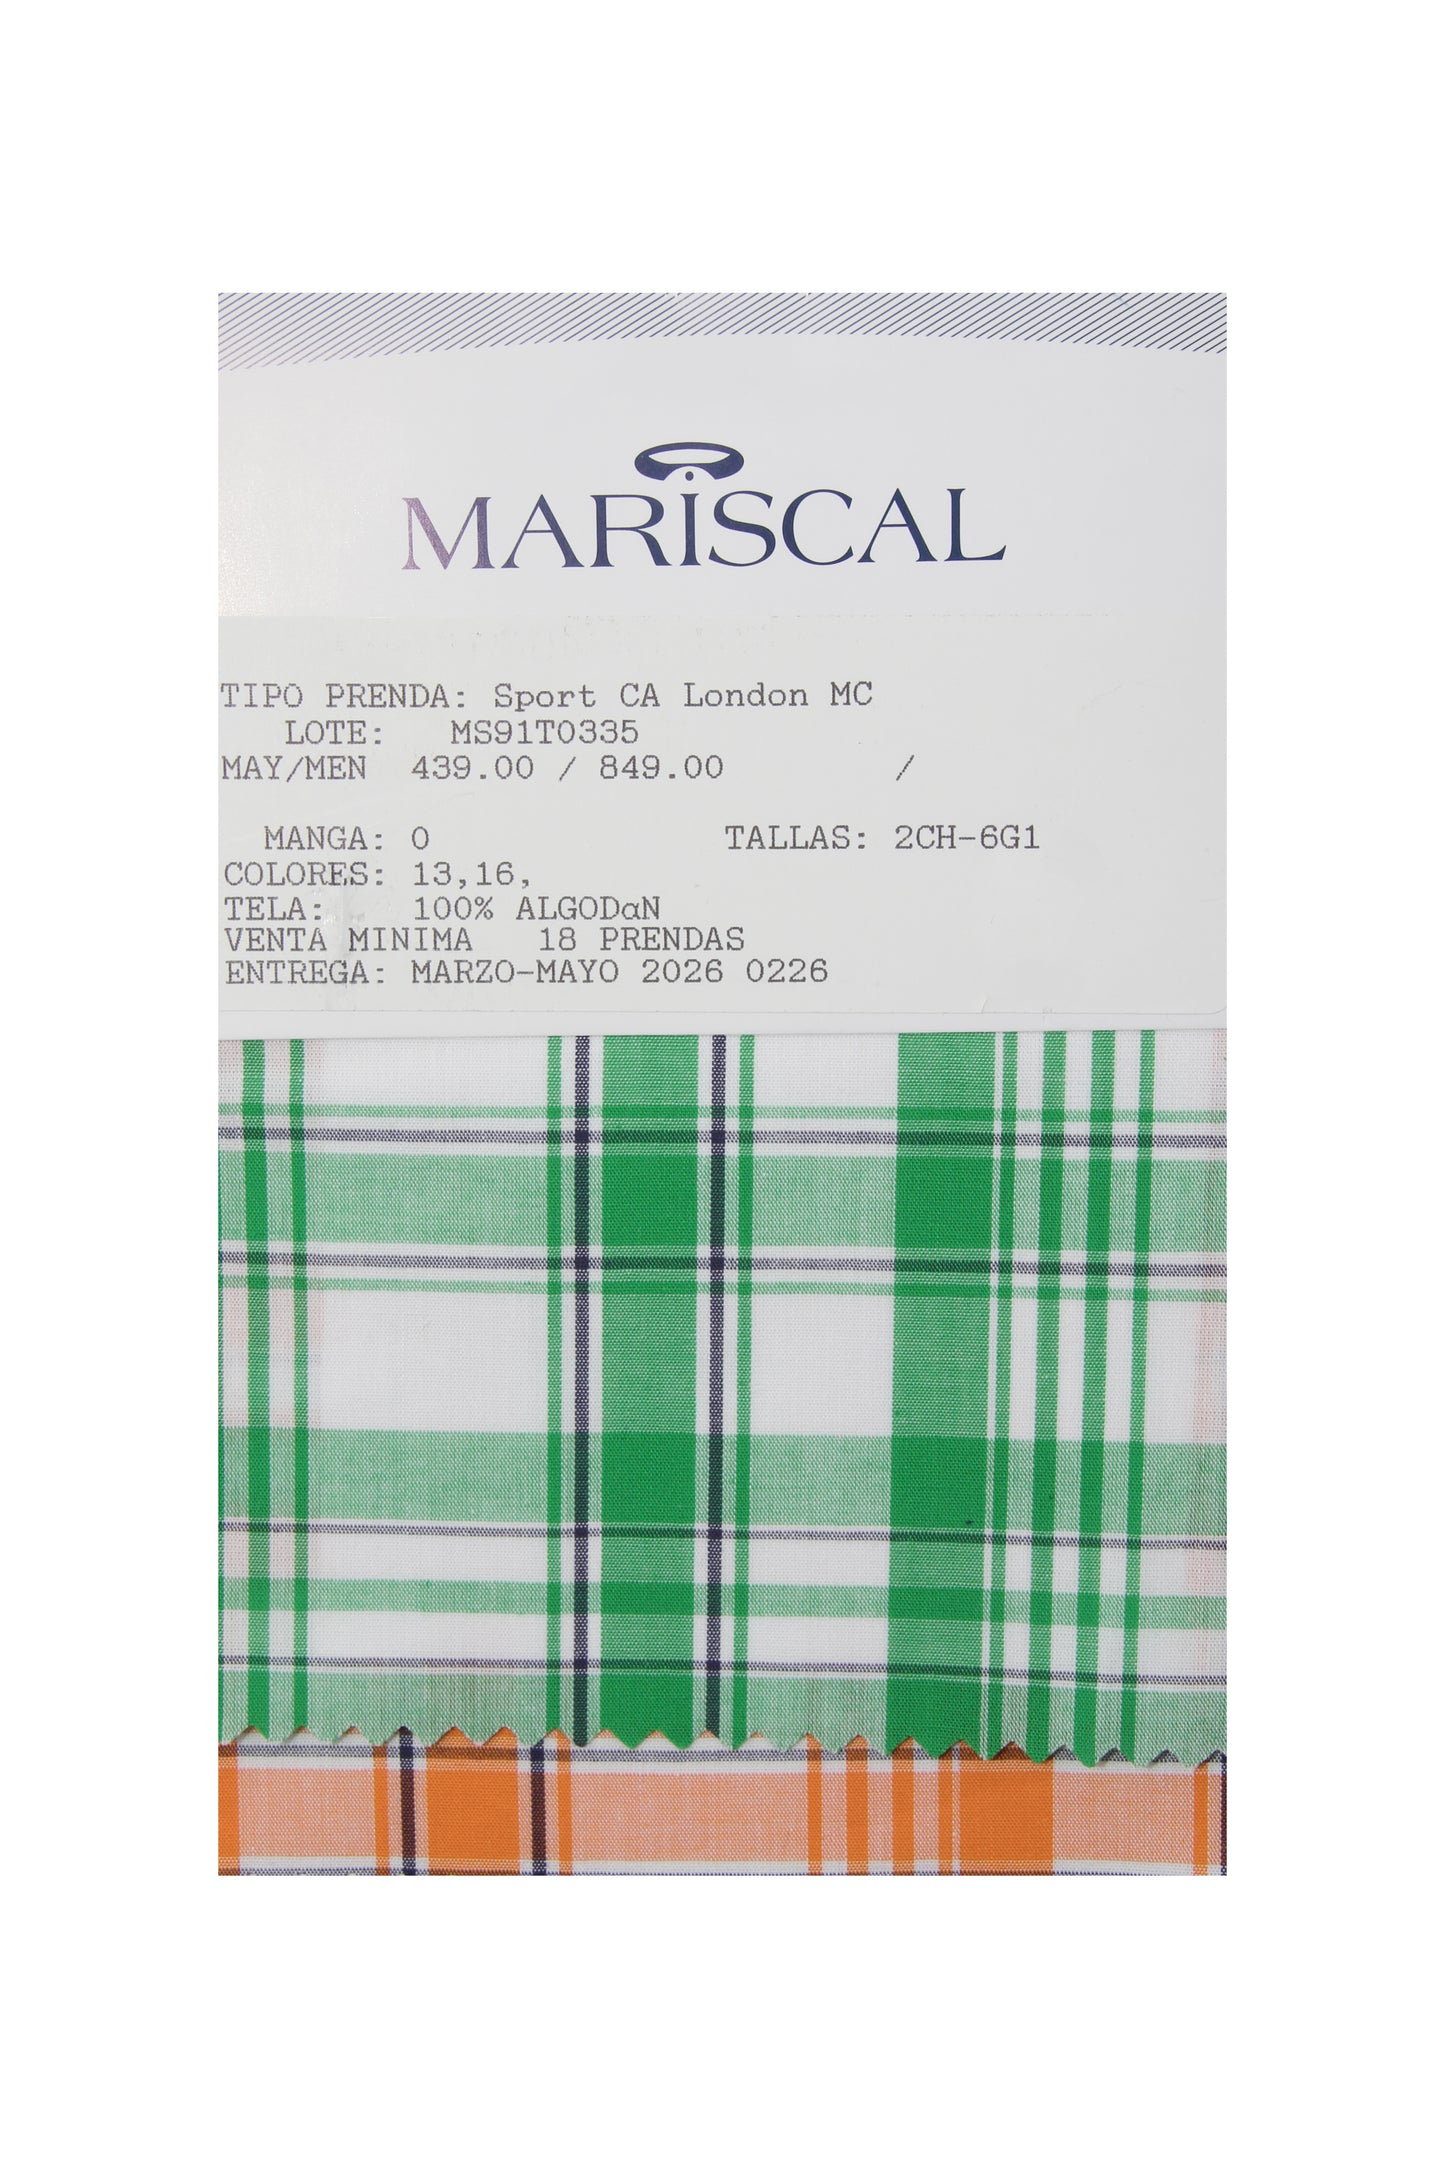 MARISCAL
TIPO PRENDA: Sport CA London MC
LOTE: MS91T0335
MAY/MEN 439.00 / 849.00 /
MANGA: 0 TALLAS: 2CH-6G1
COLORES: 13,16,
TELA: 100% ALGODαN
VENTA MINIMA 18 PRENDAS
ENTREGA: MARZO-MAYO 2026 0226